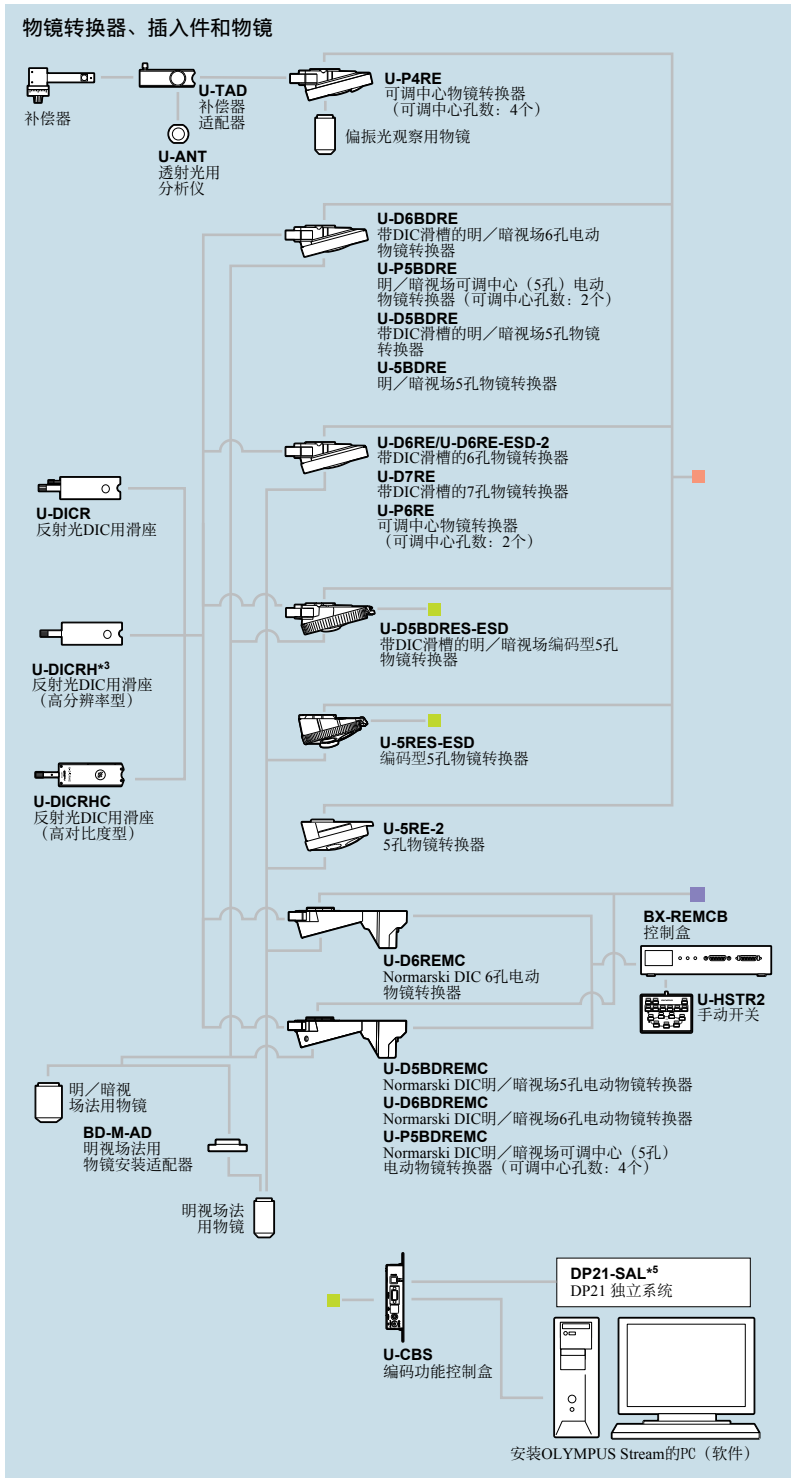 物镜转换器、插入件和物镜
补偿器
U-TAD
补偿器
适配器
U-ANT
透射光用
分析仪
U-P4RE
可调中心物镜转换器
（可调中心孔数：4个）
偏振光观察用物镜
U-D6BDRE
带DIC滑槽的明／暗视场6孔电动
物镜转换器
U-P5BDRE
明／暗视场可调中心（5孔）电动
物镜转换器（可调中心孔数：2个）
U-D5BDRE
带DIC滑槽的明／暗视场5孔物镜
转换器
U-5BDRE
明／暗视场5孔物镜转换器
U-D6RE/U-D6RE-ESD-2
带DIC滑槽的6孔物镜转换器
U-D7RE
带DIC滑槽的7孔物镜转换器
U-P6RE
可调中心物镜转换器
（可调中心孔数：2个）
U-DICR
反射光DIC用滑座
U-D5BDRES-ESD
带DIC滑槽的明／暗视场编码型5孔
物镜转换器
U-DICRH*3
反射光DIC用滑座
（高分辨率型）
U-5RES-ESD
编码型5孔物镜转换器
U-DICRHC
反射光DIC用滑座
（高对比度型）
U-5RE-2
5孔物镜转换器
BX-REMCB
控制盒
U-D6REMC
Normarski DIC 6孔电动
物镜转换器
U-HSTR2
手动开关
U-D5BDREMC
Normarski DIC明／暗视场5孔电动物镜转换器
U-D6BDREMC
Normarski DIC明／暗视场6孔电动物镜转换器
U-P5BDREMC
Normarski DIC明／暗视场可调中心（5孔）
电动物镜转换器（可调中心孔数：4个）
明／暗视
场法用物镜
BD-M-AD
明视场法用
物镜安装适配器
明视场法
用物镜
DP21-SAL*5
DP21 独立系统
U-CBS
编码功能控制盒
安装OLYMPUS Stream的PC（软件）